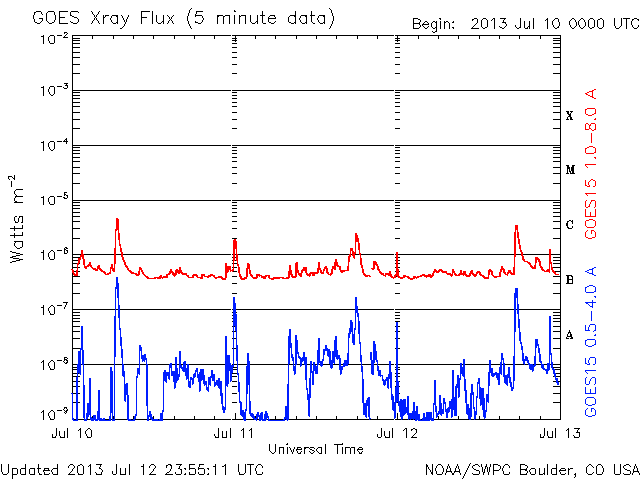 GOES Xray Flux (5 minute data)
Begin: 2013 Jul 10 0000 UTC
10⁻²
10⁻³
10⁻⁴
10⁻⁵
10⁻⁶
10⁻⁷
10⁻⁸
10⁻⁹
Watts m⁻²
X
M
C
B
A
GOES15 1.0-8.0 A
GOES15 0.5-4.0 A
Jul 10
Jul 11
Jul 12
Jul 13
Universal Time
Updated 2013 Jul 12 23:55:11 UTC
NOAA/SWPC Boulder, CO USA